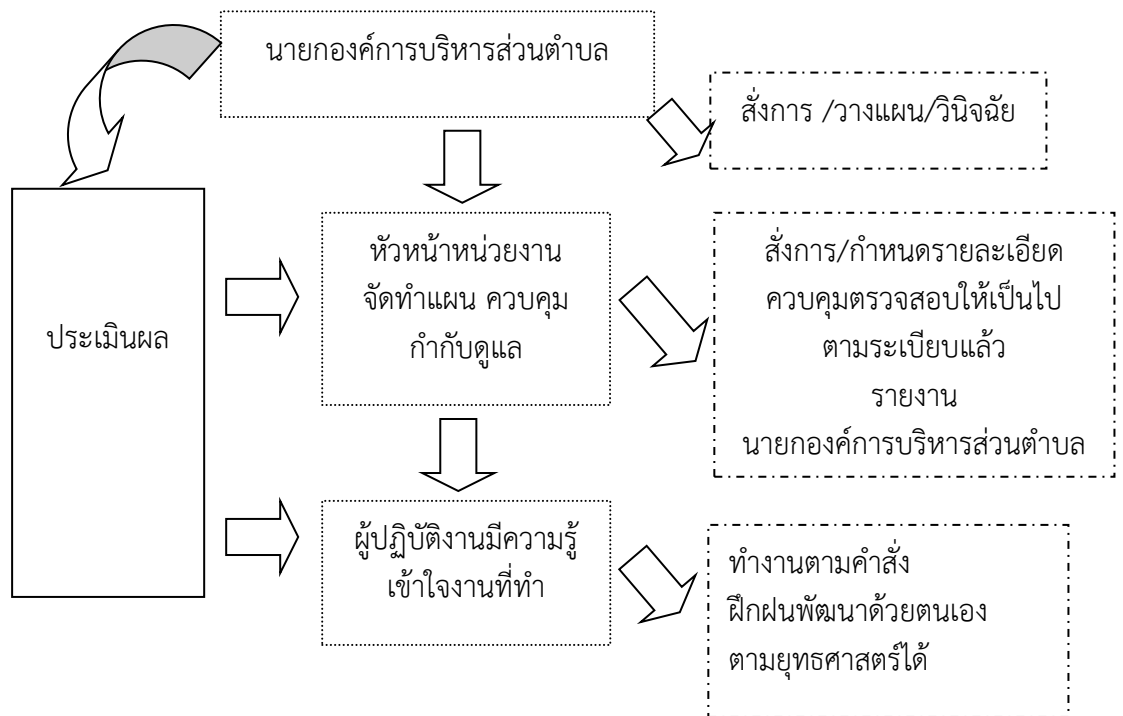 นายกองค์การบริหารส่วนตำบล
สั่งการ /วางแผน/วินิจฉัย
ประเมินผล
หัวหน้าหน่วยงาน
จัดทำแผน ควบคุม
กำกับดูแล
สั่งการ/กำหนดรายละเอียด
ควบคุมตรวจสอบให้เป็นไป
ตามระเบียบแล้ว
รายงาน
นายกองค์การบริหารส่วนตำบล
ผู้ปฏิบัติงานมีความรู้
เข้าใจงานที่ทำ
ทำงานตามคำสั่ง
ฝึกฝนพัฒนาด้วยตนเอง
ตามยุทธศาสตร์ได้